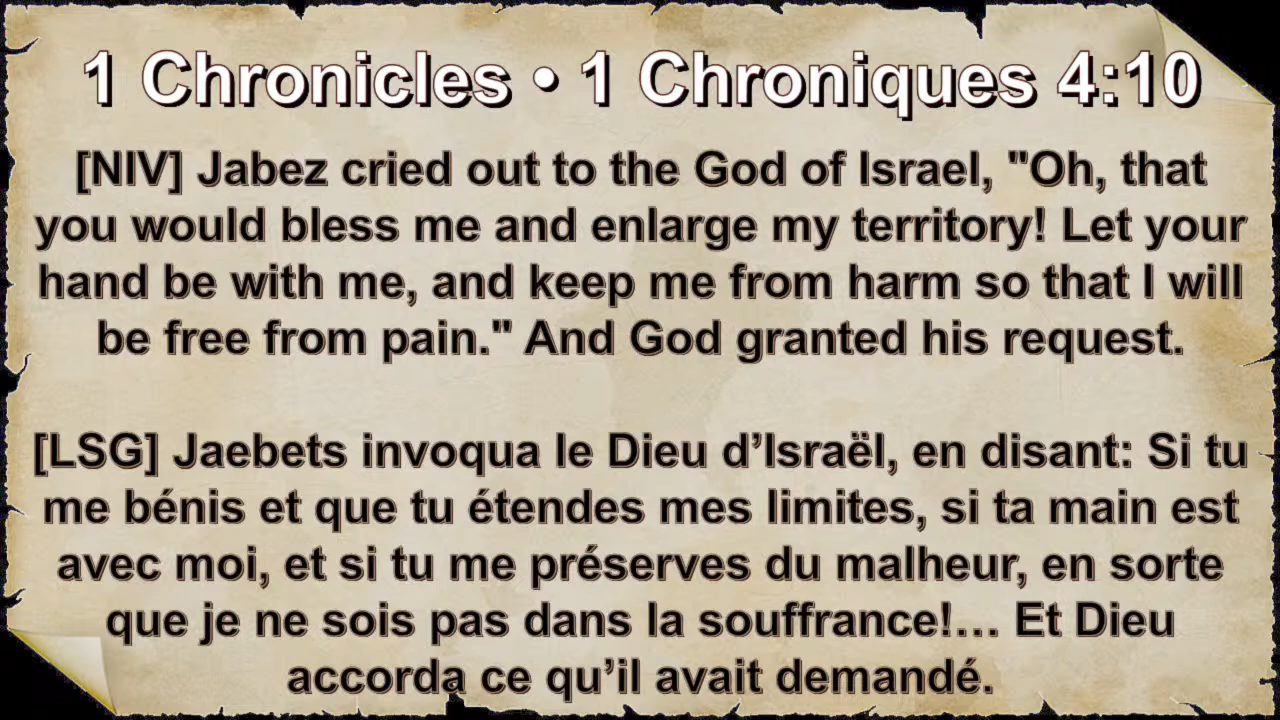 1 Chronicles • 1 Chroniques 4:10
[NIV] Jabez cried out to the God of Israel, "Oh, that
you would bless me and enlarge my territory! Let your
hand be with me, and keep me from harm so that I will
be free from pain." And God granted his request.
[LSG] Jaebets invoqua le Dieu d’Israël, en disant: Si tu
me bénis et que tu étendes mes limites, si ta main est
avec moi, et si tu me préserves du malheur, en sorte
que je ne sois pas dans la souffrance!… Et Dieu
accorda ce qu’il avait demandé.